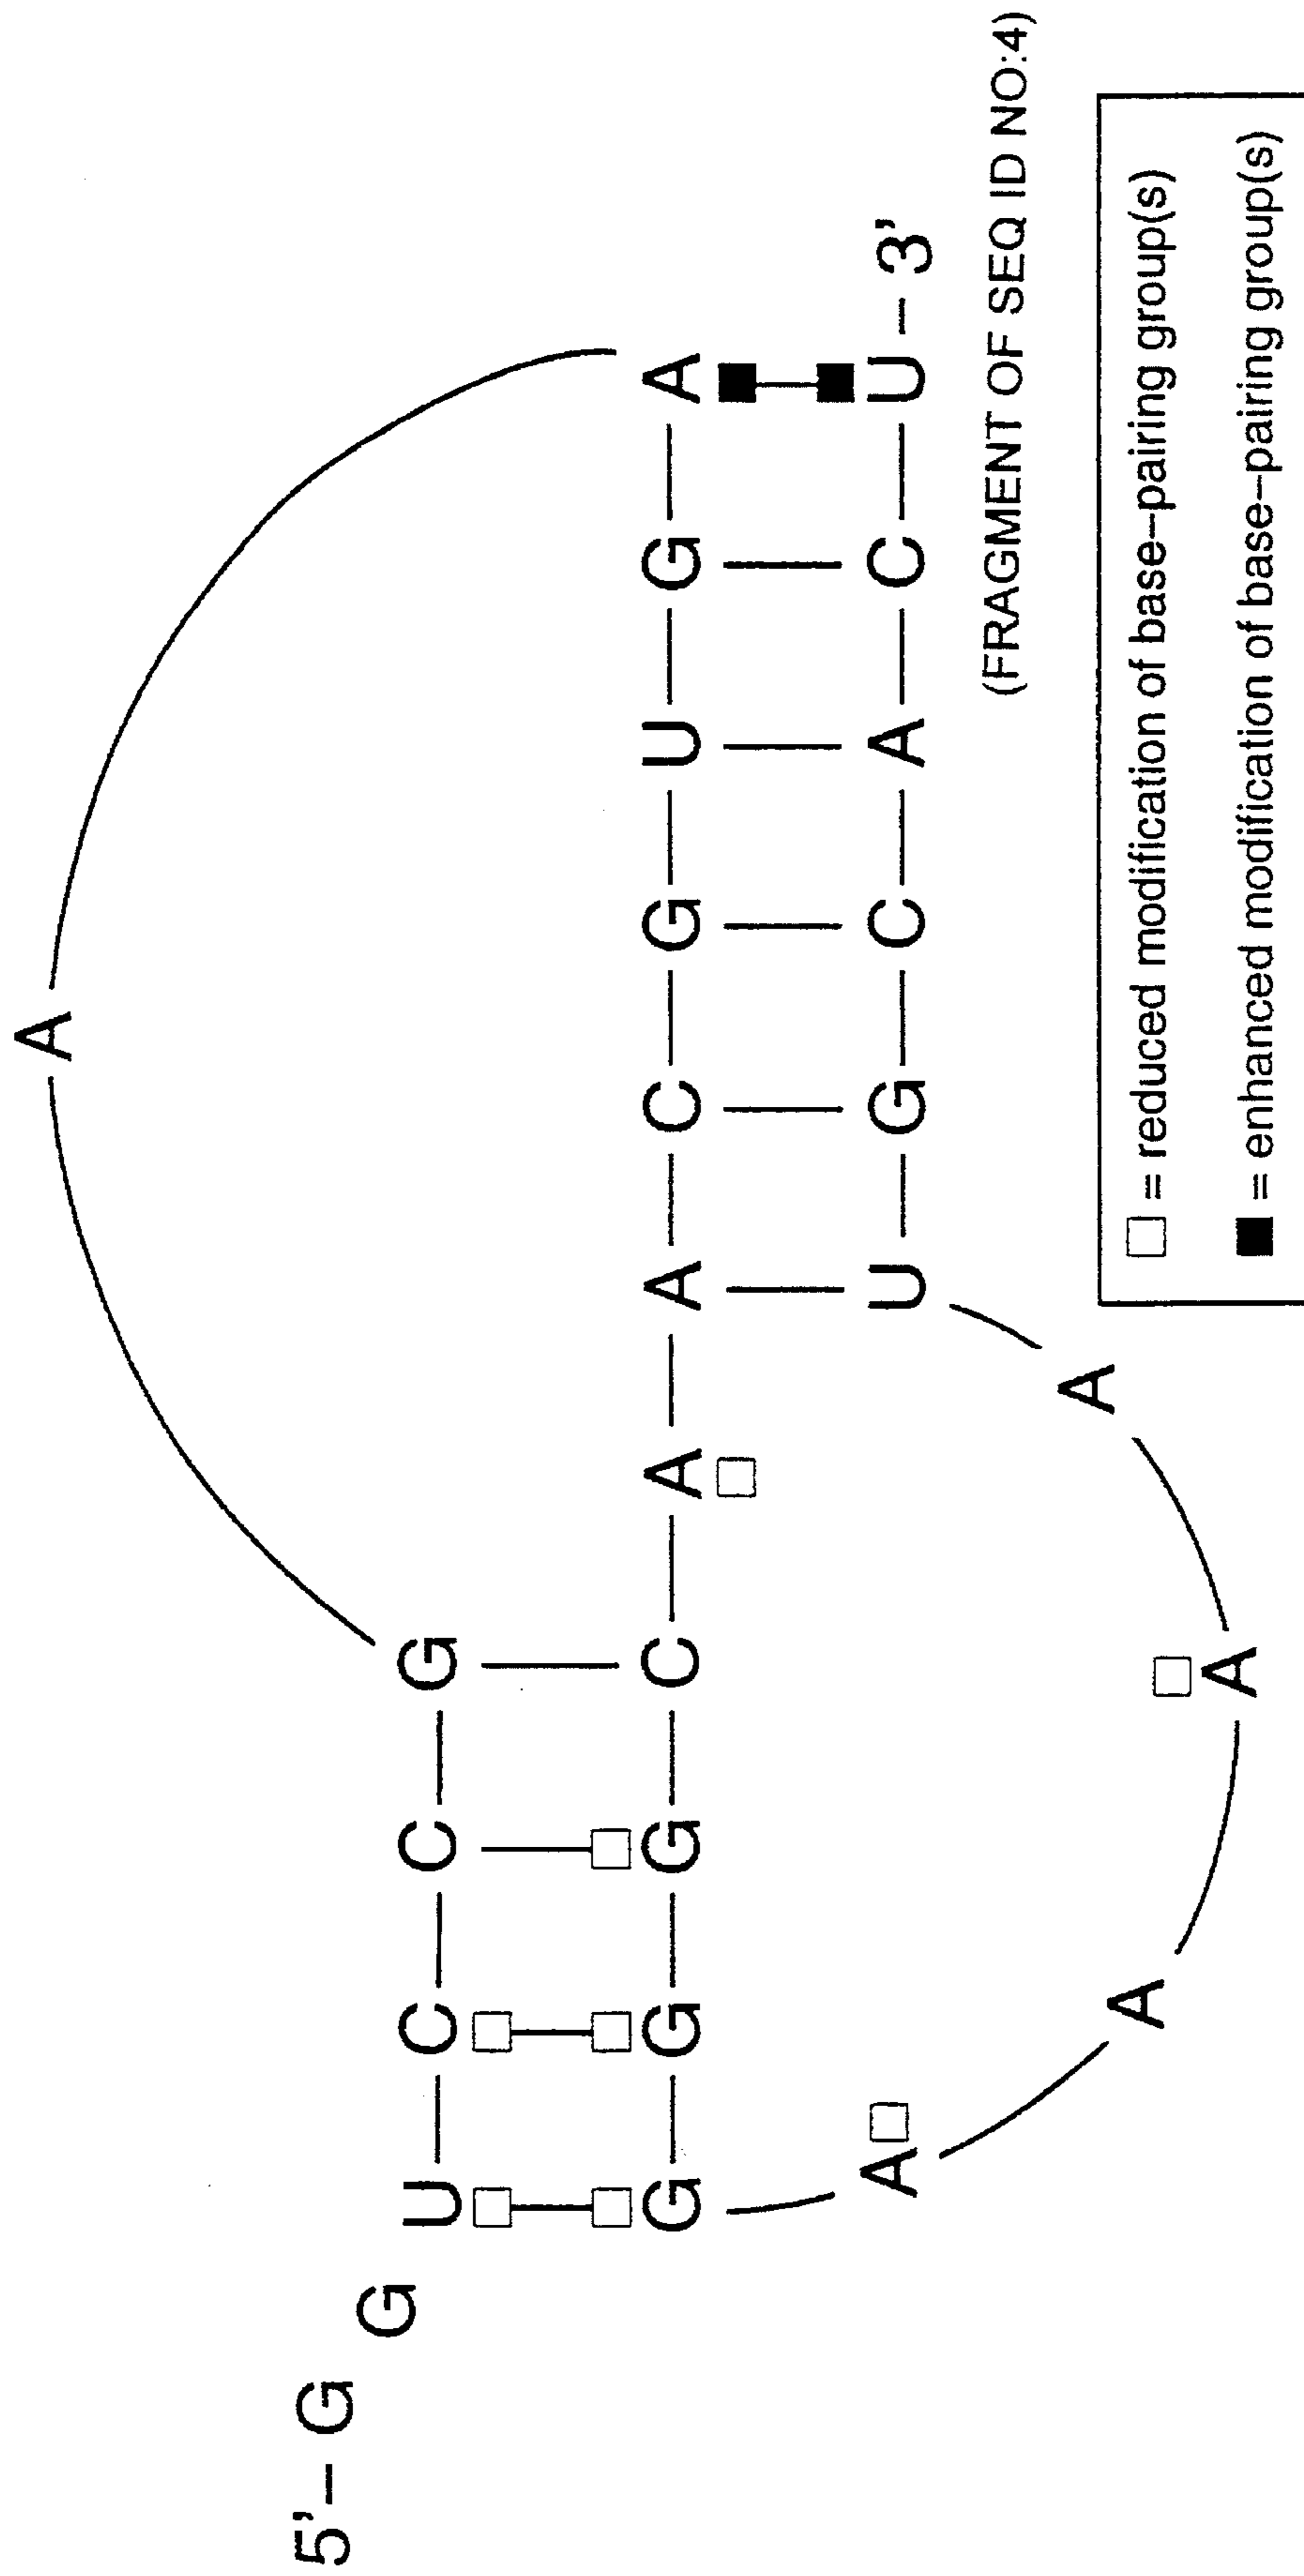 A
5'– G G
U C C G
G G G C A A C G U G A
A U G C A C U – 3'
(FRAGMENT OF SEQ ID NO:4)
A A
A
□ = reduced modification of base–pairing group(s)
■ = enhanced modification of base–pairing group(s)